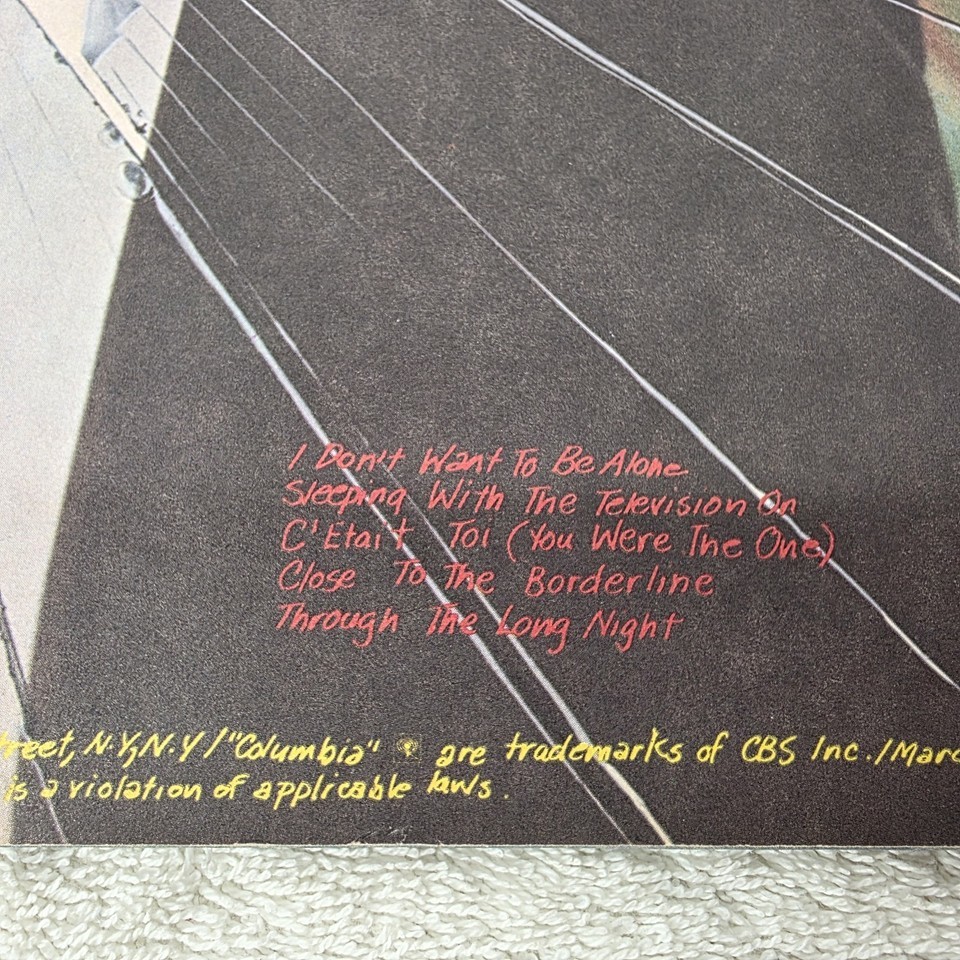 I Don't Want To Be Alone
Sleeping With The Television On
C'Etait Toi (You Were The One)
Close To The Borderline
Through The Long Night
treet, N.Y., N.Y / "Columbia" are trademarks of CBS Inc. / Marc
is a violation of applicable laws.